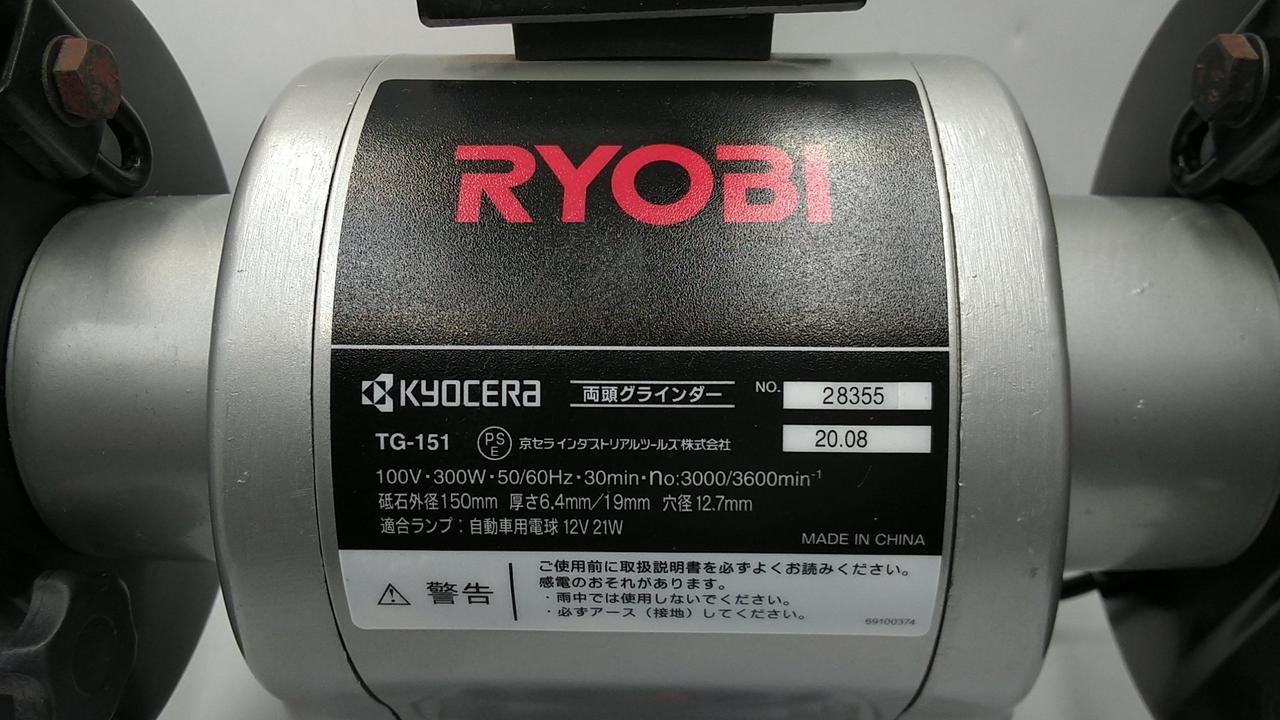 RYOBI
KYOCERA 両頭グラインダー NO. 28355
TG-151 PSE 京セラインダストリアルツールズ株式会社 20.08
100V・300W・50/60Hz・30min・no:3000/3600min⁻¹
砥石外径150mm 厚さ6.4mm/19mm 穴径12.7mm
適合ランプ：自動車用電球 12V 21W
MADE IN CHINA
⚠ 警告
ご使用前に取扱説明書を必ずよくお読みください。
感電のおそれがあります。
・雨中では使用しないでください。
・必ずアース（接地）してください。
69100374